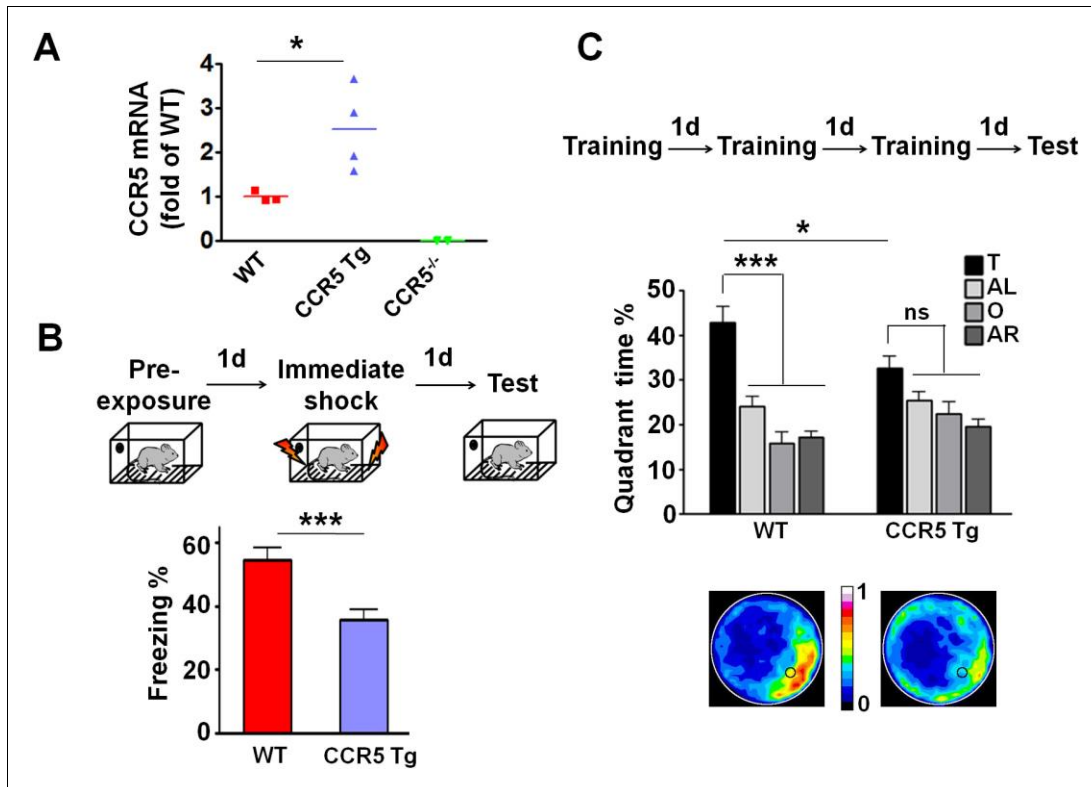 A
*
CCR5 mRNA
(fold of WT)
4
3
2
1
0
WT
CCR5 Tg
CCR5-/-
B
Pre-
exposure
1d
Immediate
shock
1d
Test
***
Freezing %
60
40
20
0
WT
CCR5 Tg
C
Training
1d
Training
1d
Training
1d
Test
*
***
ns
T
AL
O
AR
Quadrant time %
50
40
30
20
10
0
WT
CCR5 Tg
1
0